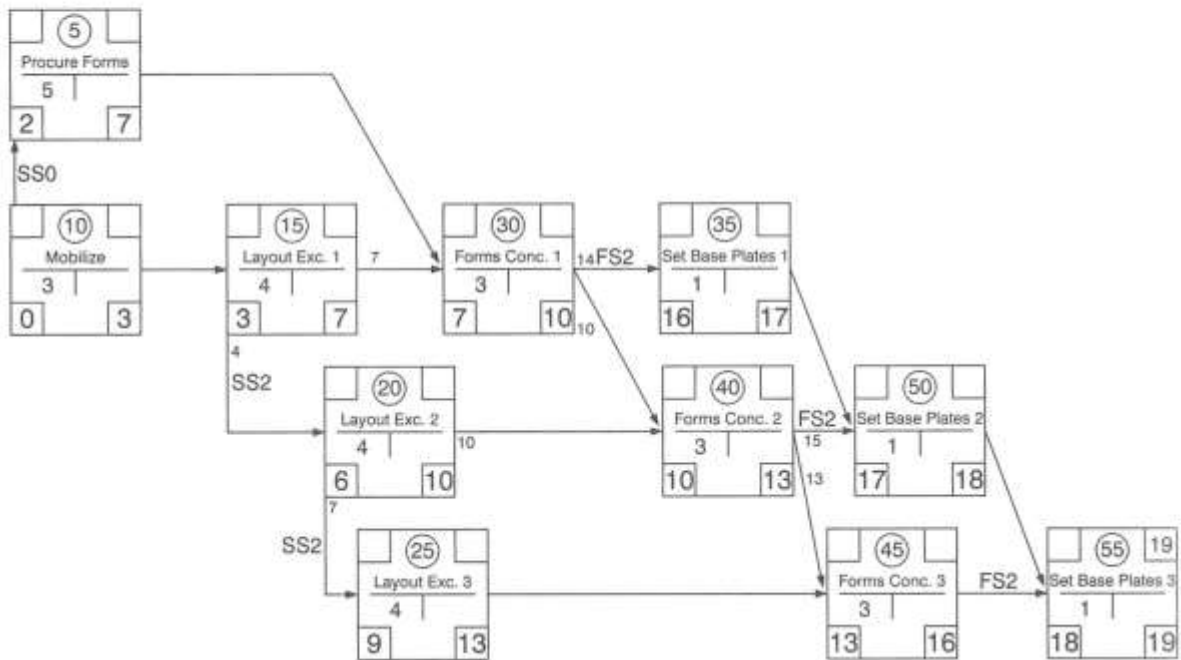 5
Procure Forms
5
2 7
SS0
10
Mobilize
3
0 3
15
Layout Exc. 1
4
3 7
7
30
Forms Conc. 1
3
7 10
14 FS2
10
35
Set Base Plates 1
1
16 17
4
SS2
20
Layout Exc. 2
4
6 10
10
40
Forms Conc. 2
3
10 13
FS2
15
13
50
Set Base Plates 2
1
17 18
7
SS2
25
Layout Exc. 3
4
9 13
45
Forms Conc. 3
3
13 16
FS2
55
19
Set Base Plates 3
1
18 19